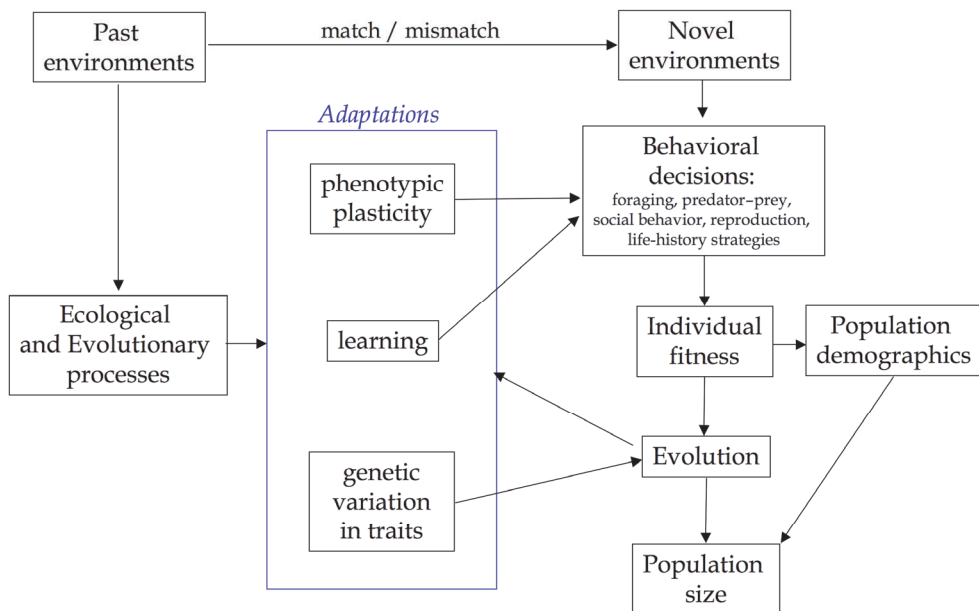 Past
environments
match / mismatch
Novel
environments
Adaptations
phenotypic
plasticity
Behavioral
decisions:
foraging, predator–prey,
social behavior, reproduction,
life-history strategies
Ecological
and Evolutionary
processes
learning
Individual
fitness
Population
demographics
Evolution
genetic
variation
in traits
Population
size